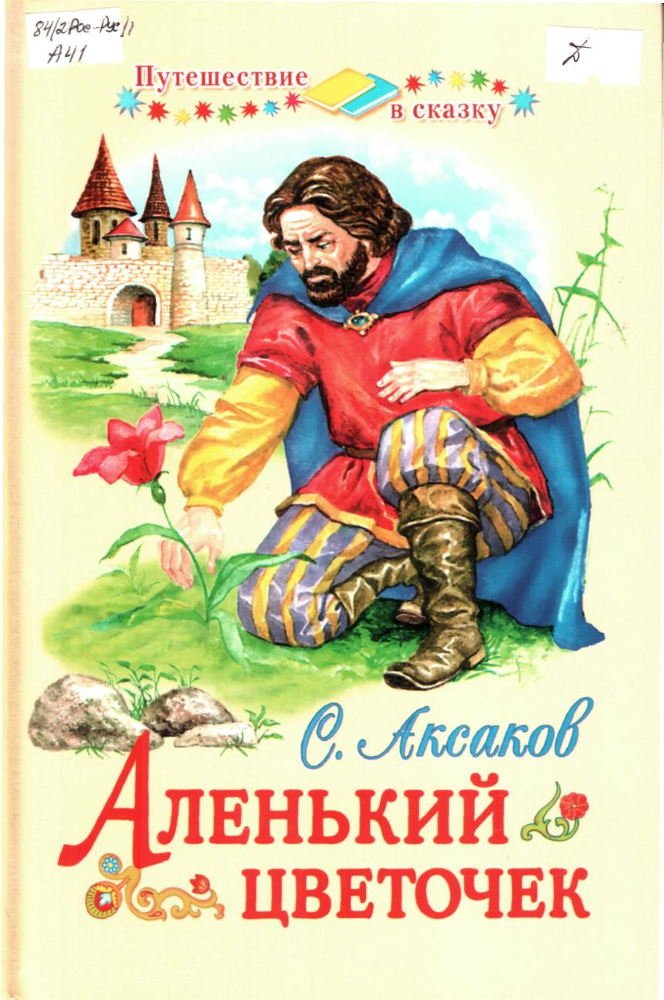 84/2Рос-Рус/1
А41
Путешествие
в сказку
С. Аксаков
Аленький
цветочек